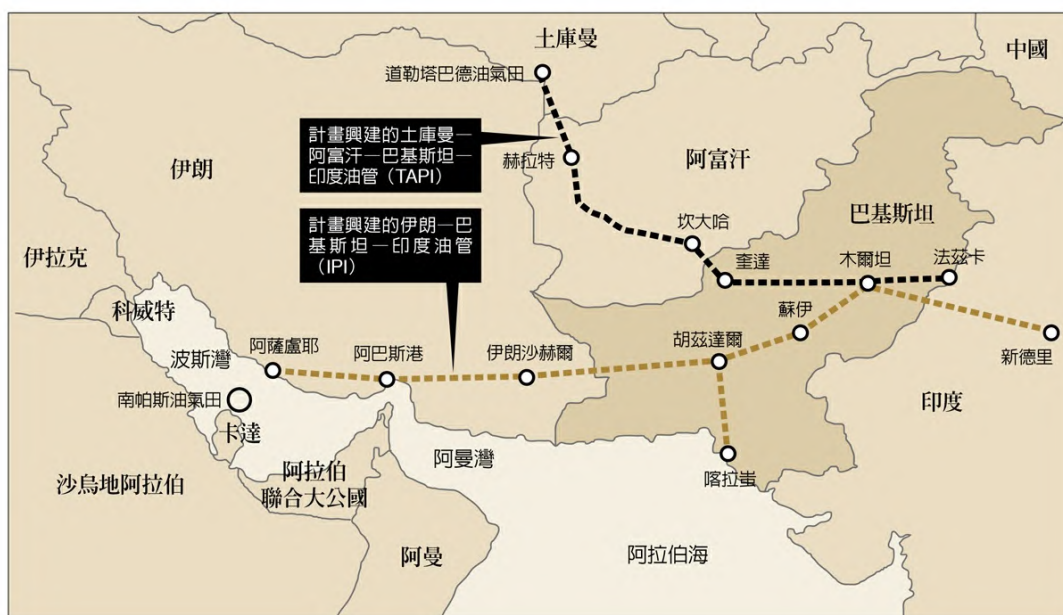 土庫曼
中國
道勒塔巴德油氣田
計畫興建的土庫曼—
阿富汗—巴基斯坦—
印度油管（TAPI）
赫拉特
阿富汗
伊朗
巴基斯坦
計畫興建的伊朗—巴
基斯坦—印度油管
（IPI）
坎大哈
伊拉克
奎達
木爾坦
法茲卡
科威特
蘇伊
波斯灣
阿薩盧耶
阿巴斯港
伊朗沙赫爾
胡茲達爾
新德里
南帕斯油氣田
印度
卡達
阿曼灣
喀拉蚩
沙烏地阿拉伯
阿拉伯
聯合大公國
阿曼
阿拉伯海